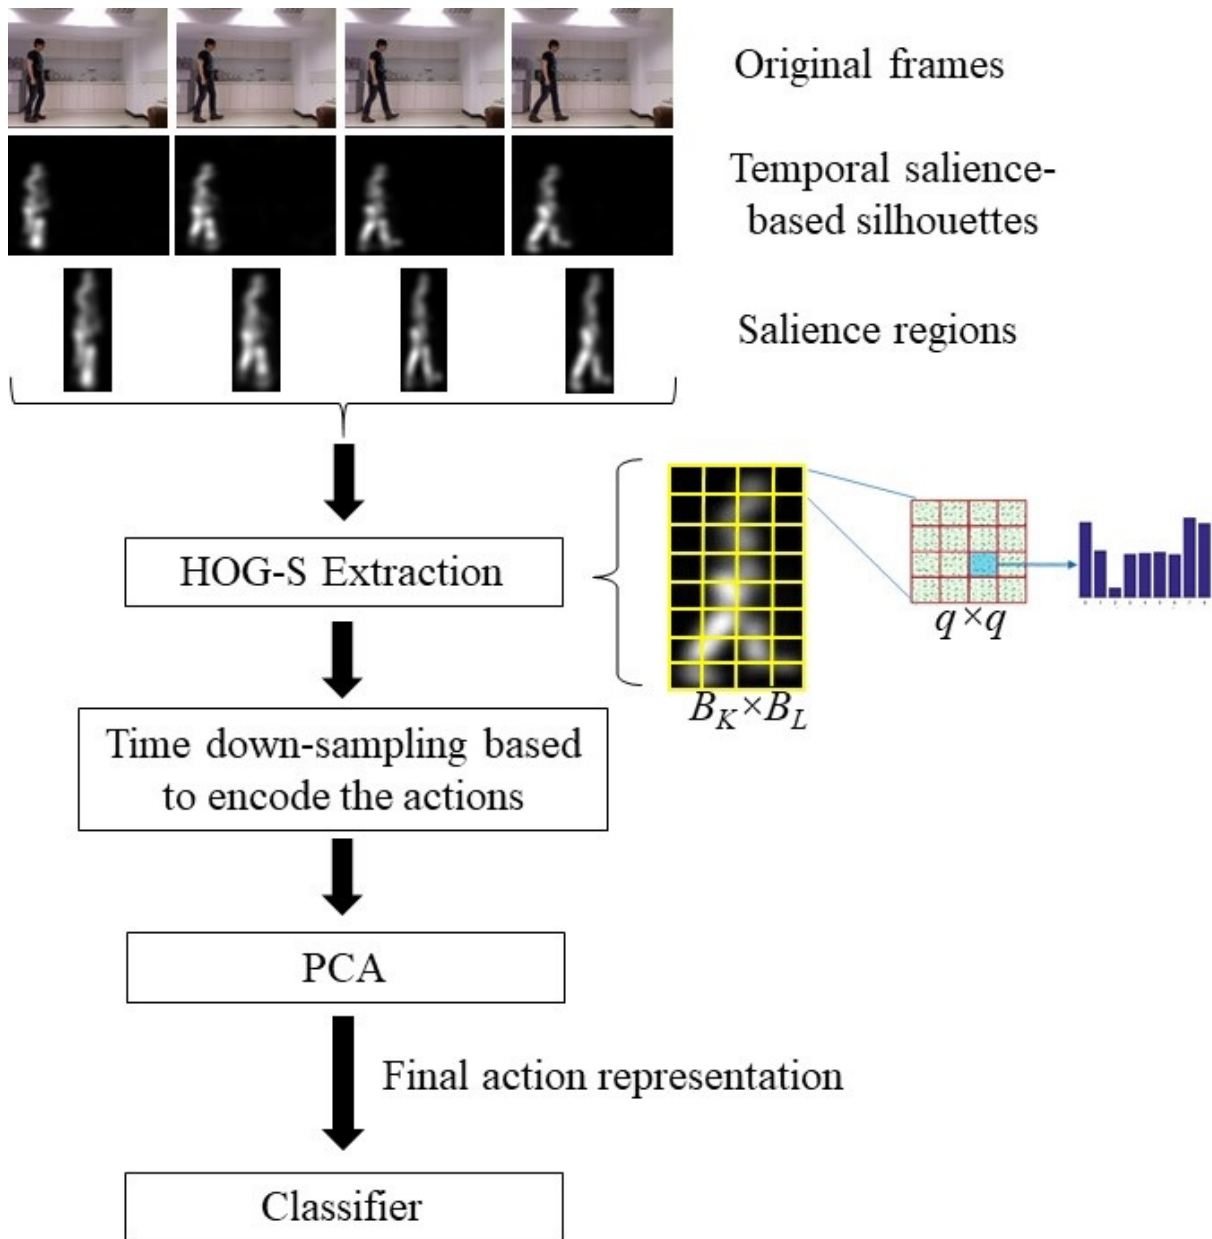 Original frames
Temporal salience-
based silhouettes
Salience regions
HOG-S Extraction
q×q
B_K×B_L
Time down-sampling based
to encode the actions
PCA
Final action representation
Classifier